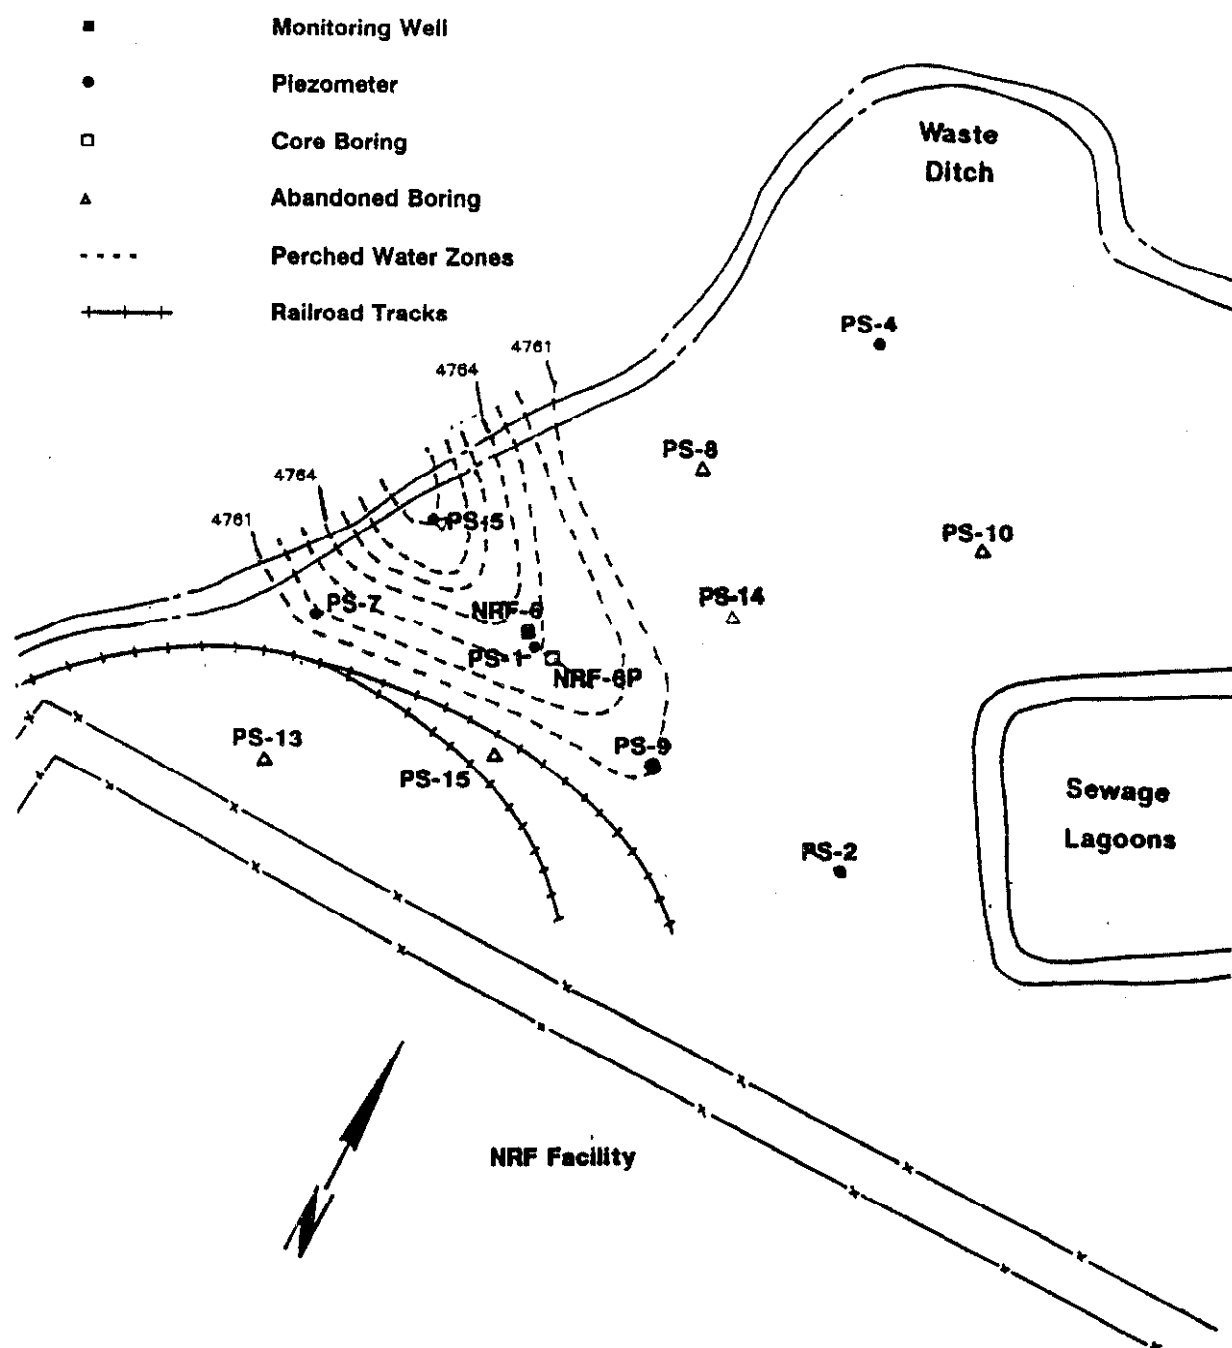 Monitoring Well
Piezometer
Core Boring
Abandoned Boring
Perched Water Zones
Railroad Tracks
Waste
Ditch
PS-4
4761
4764
PS-8
4764
4761
PS-5
PS-10
PS-14
PS-7
NRF-6
PS-1
NRF-6P
PS-13
PS-9
PS-15
Sewage
Lagoons
PS-2
N
NRF Facility